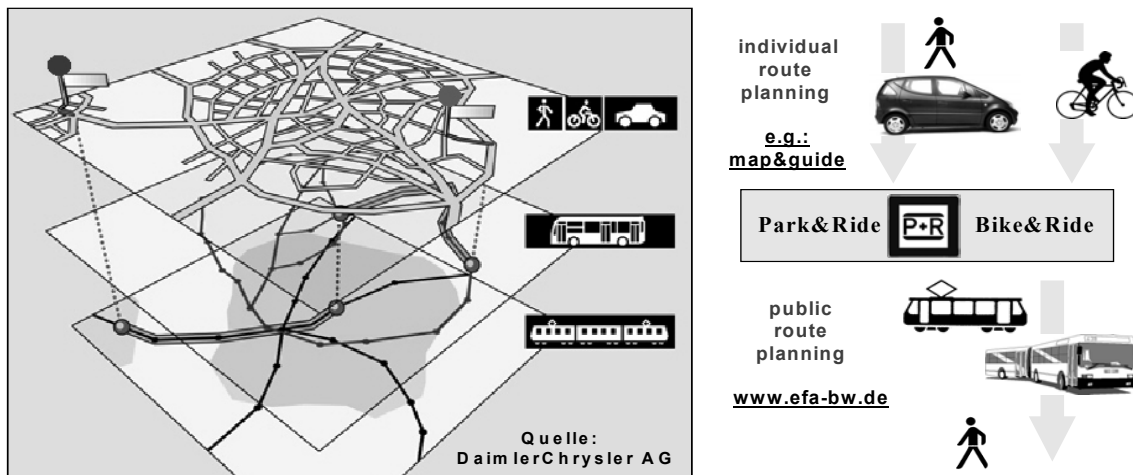 Quelle:
DaimlerChrysler AG
individual
route
planning
e.g.:
map&guide
Park&Ride
P+R
Bike&Ride
public
route
planning
www.efa-bw.de